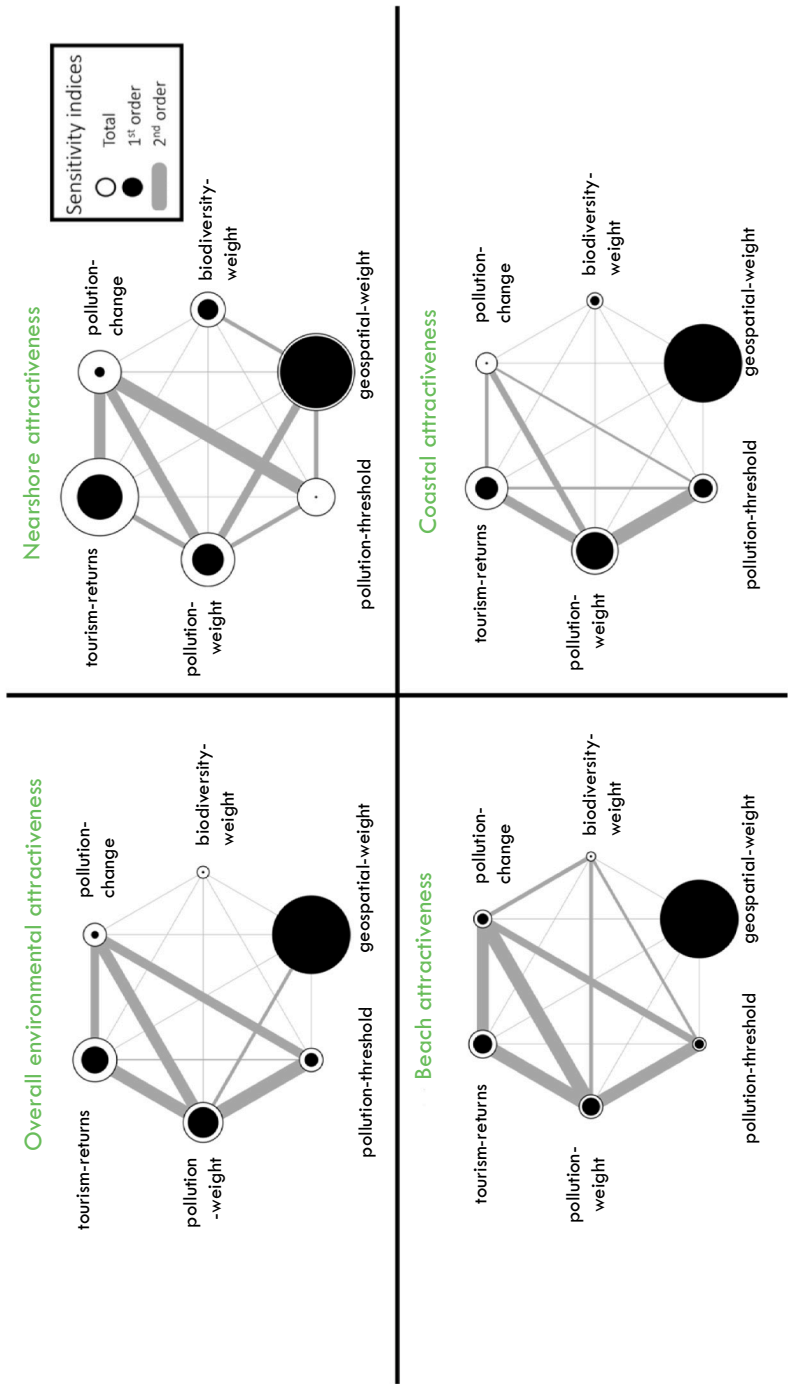 Overall environmental attractiveness
tourism-returns
pollution-
change
pollution
-weight
biodiversity-
weight
pollution-threshold
geospatial-weight
Nearshore attractiveness
tourism-returns
pollution-
change
pollution-
weight
biodiversity-
weight
pollution-threshold
geospatial-weight
Sensitivity indices
Total
1st order
2nd order
Beach attractiveness
tourism-returns
pollution-
change
pollution-
weight
biodiversity-
weight
pollution-threshold
geospatial-weight
Coastal attractiveness
tourism-returns
pollution-
change
pollution-
weight
biodiversity-
weight
pollution-threshold
geospatial-weight